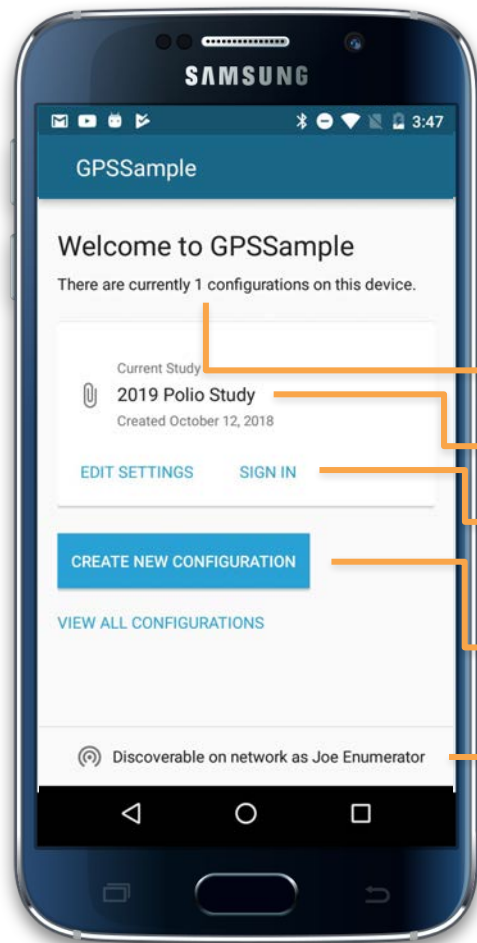 SAMSUNG
3:47
GPSSample
Welcome to GPSSample
There are currently 1 configurations on this device.
Current Study
2019 Polio Study
Created October 12, 2018
EDIT SETTINGS SIGN IN
CREATE NEW CONFIGURATION
VIEW ALL CONFIGURATIONS
Discoverable on network as Joe Enumerator